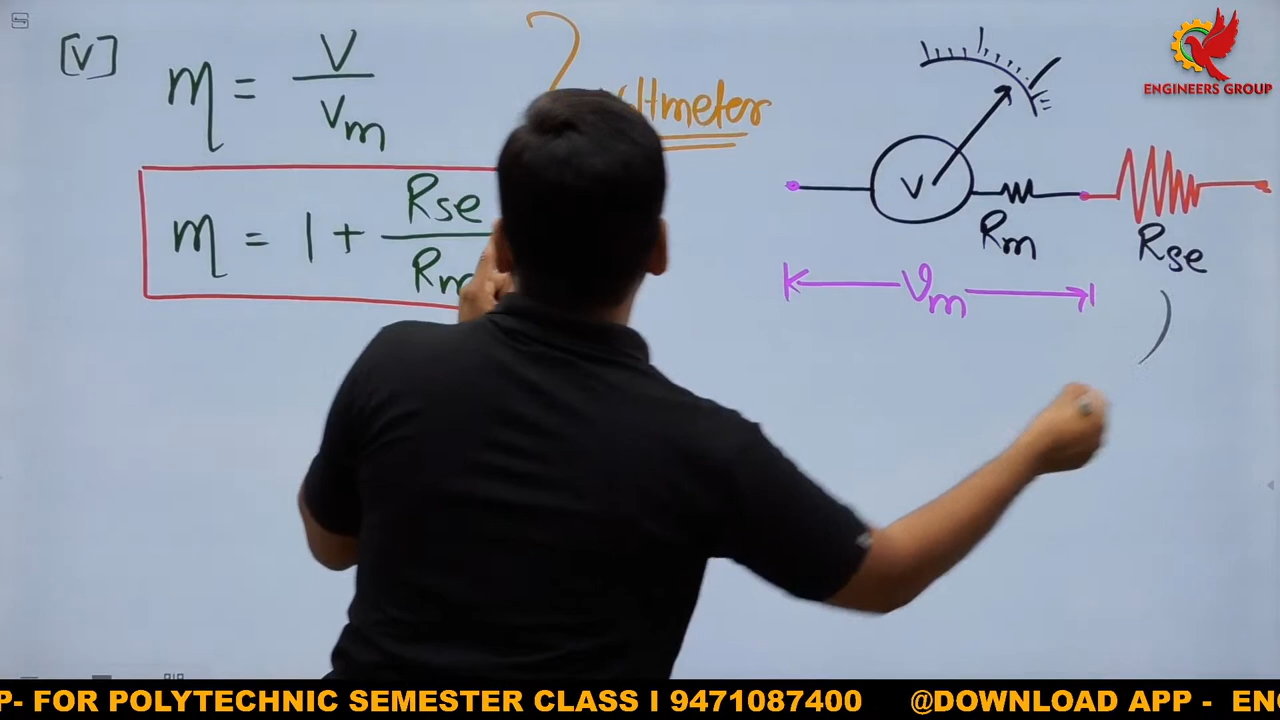 [V]
m = V / Vm
m = 1 + Rse / Rm
V
Rm
Rse
Vm
ENGINEERS GROUP
P- FOR POLYTECHNIC SEMESTER CLASS I 9471087400 @DOWNLOAD APP - EN